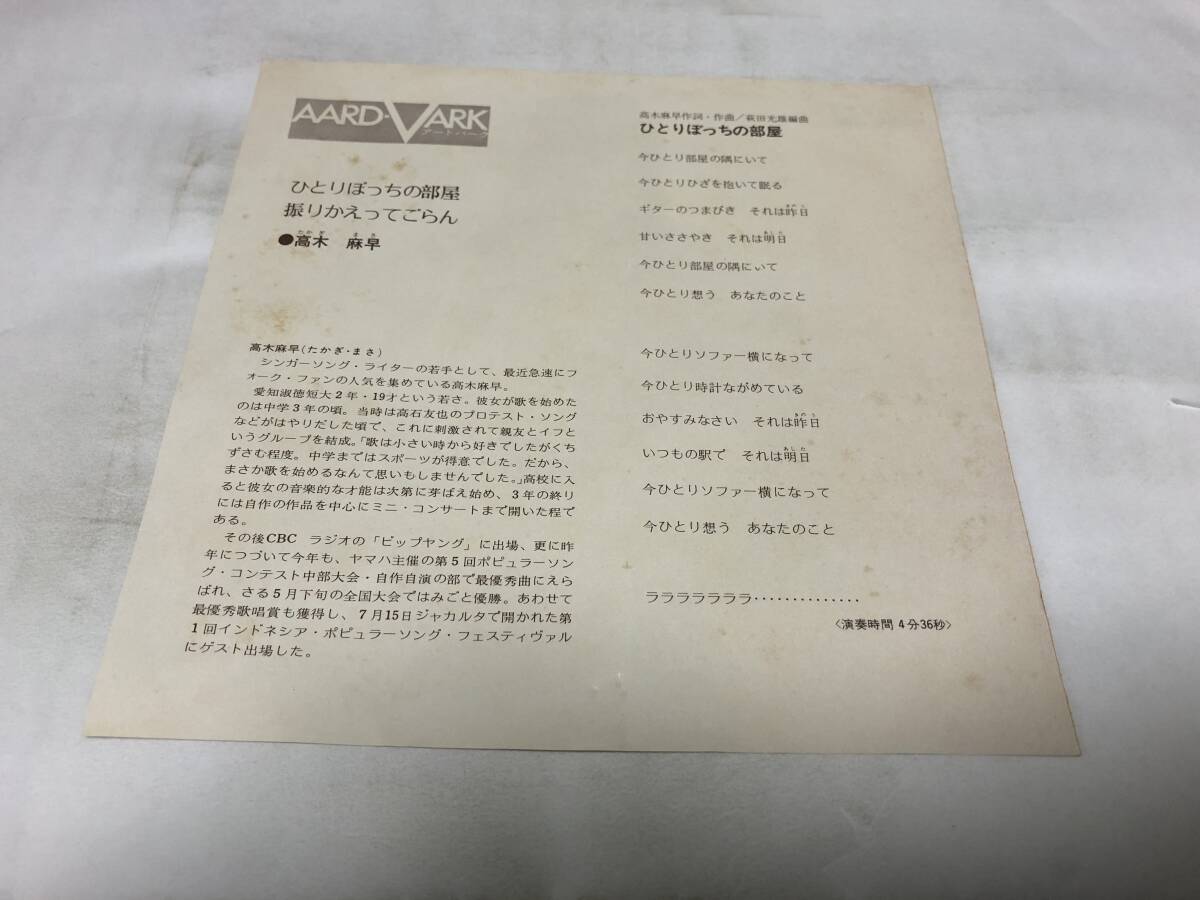 AARD-VARK
アートバーク
ひとりぼっちの部屋
振りかえってごらん
たかぎ まさ
●高木 麻早
高木麻早(たかぎ・まさ)
シンガーソング・ライターの若手として、最近急速にフ
ォーク・ファンの人気を集めている高木麻早。
愛知淑徳短大2年・19才という若さ。彼女が歌を始めた
のは中学3年の頃。当時は高石友也のプロテスト・ソング
などがはやりだした頃で、これに刺激されて親友とイフと
いうグループを結成。「歌は小さい時から好きでしたがくち
ずさむ程度。中学まではスポーツが得意でした。だから、
まさか歌を始めるなんて思いもしませんでした。」高校に入
ると彼女の音楽的な才能は次第に芽ばえ始め、3年の終り
には自作の作品を中心にミニ・コンサートまで開いた程で
ある。
その後CBC ラジオの「ビップヤング」に出場、更に昨
年につづいて今年も、ヤマハ主催の第5回ポピュラーソン
グ・コンテスト中部大会・自作自演の部で最優秀曲にえら
ばれ、さる5月下旬の全国大会ではみごと優勝。あわせて
最優秀歌唱賞も獲得し、7月15日ジャカルタで開かれた第
1回インドネシア・ポピュラーソング・フェスティヴァル
にゲスト出場した。
高木麻早作詞・作曲/萩田光雄編曲
ひとりぼっちの部屋
今ひとり部屋の隅にいて
今ひとりひざを抱いて眠る
きのう
ギターのつまびき それは昨日
あした
甘いささやき それは明日
今ひとり部屋の隅にいて
今ひとり想う あなたのこと
今ひとりソファー横になって
今ひとり時計ながめている
きのう
おやすみなさい それは昨日
あした
いつもの駅で それは明日
今ひとりソファー横になって
今ひとり想う あなたのこと
ラララララララ‥‥‥‥‥‥‥
〈演奏時間 4分36秒〉